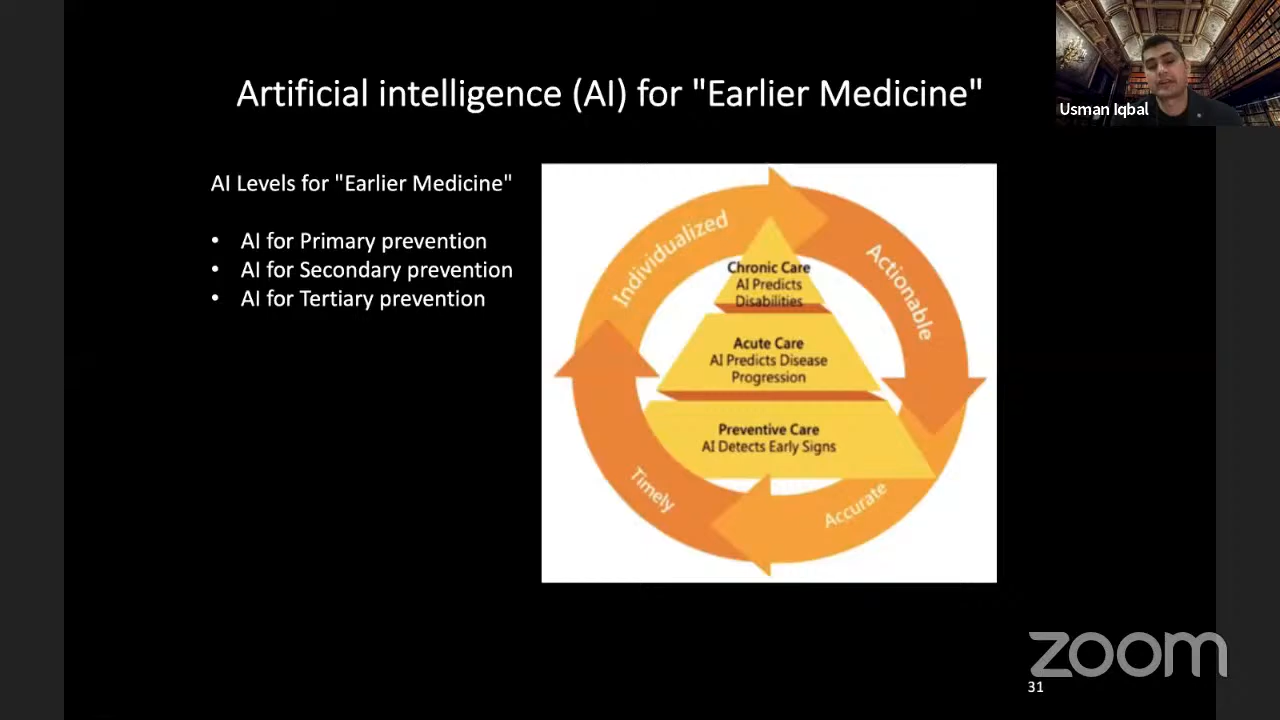 Artificial intelligence (AI) for "Earlier Medicine"
Usman Iqbal
AI Levels for "Earlier Medicine"
• AI for Primary prevention
• AI for Secondary prevention
• AI for Tertiary prevention
Individualized
Actionable
Chronic Care
AI Predicts
Disabilities
Acute Care
AI Predicts Disease
Progression
Preventive Care
AI Detects Early Signs
Timely
Accurate
zoom
31